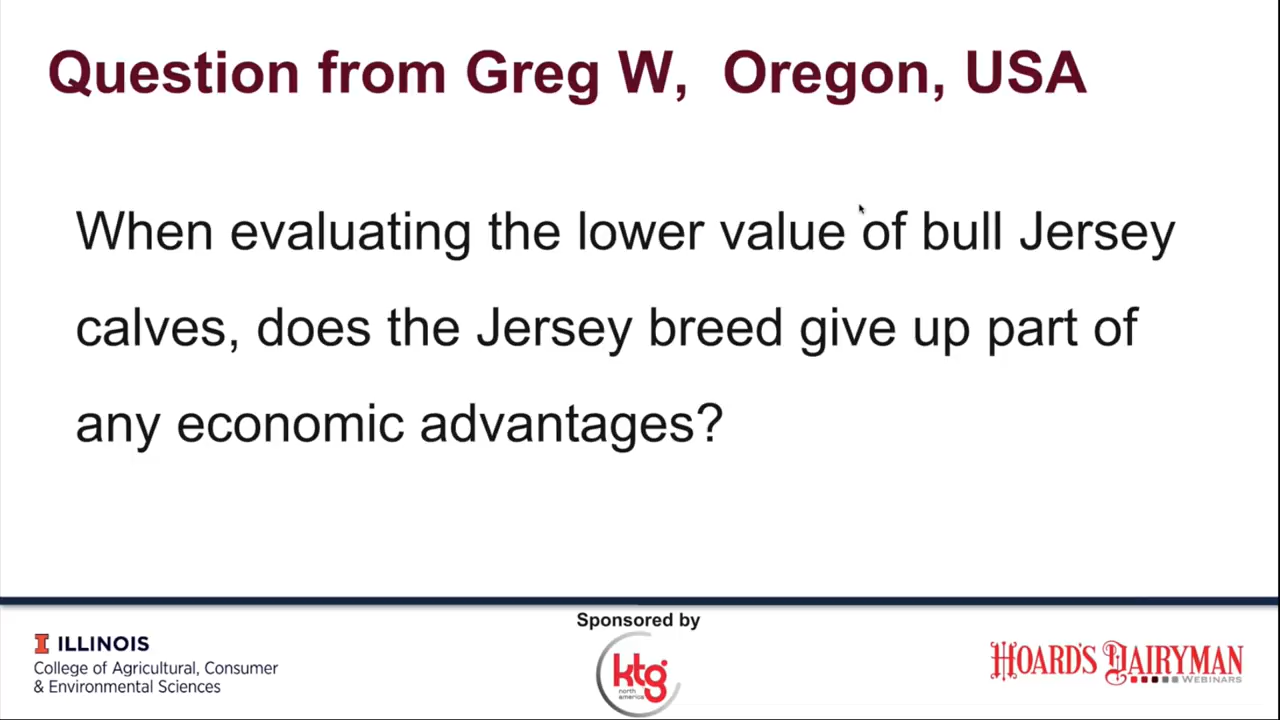 Question from Greg W, Oregon, USA
When evaluating the lower value of bull Jersey
calves, does the Jersey breed give up part of
any economic advantages?
Sponsored by
ILLINOIS
College of Agricultural, Consumer
& Environmental Sciences
ktg
north
america
HOARD'S DAIRYMAN
WEBINARS